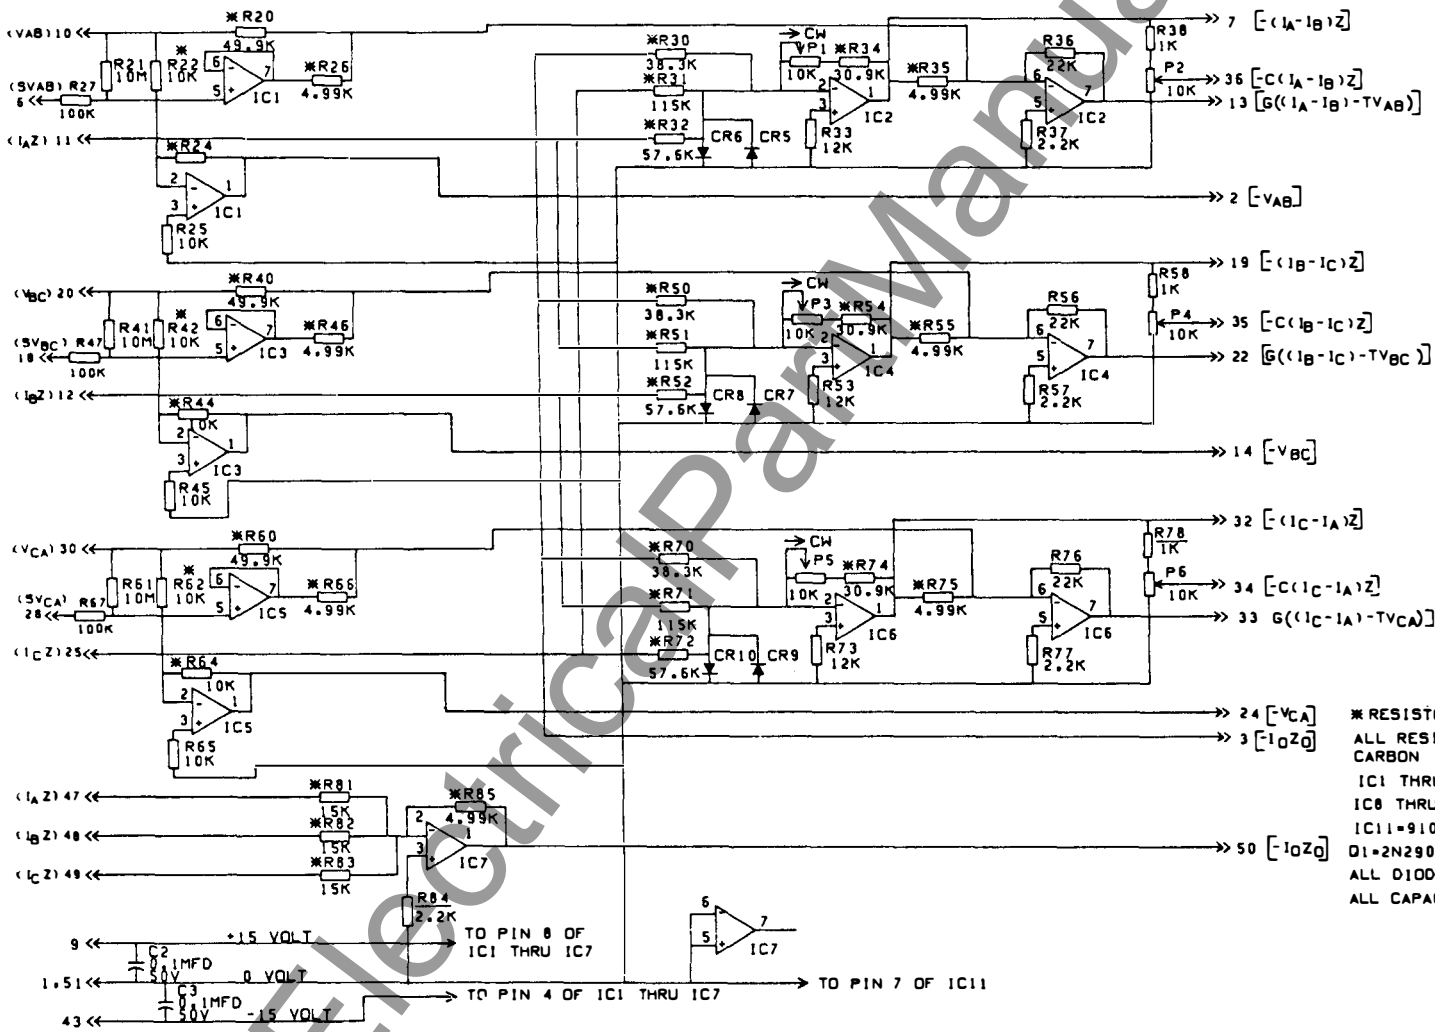 (VAB) 10
*R20
49.9K
R21
10M
*
R22
10K
6
5
7
IC1
*R26
4.99K
(SVAB) R27
6
100K
(IAZ) 11
*R24
2
3
1
IC1
R25
10K
*R30
38.3K
*R31
115K
*R32
57.6K
CR6
CR5
CW
P1
10K
*R34
30.9K
2
3
1
IC2
R33
12K
*R35
4.99K
R36
22K
6
5
7
IC2
R37
2.2K
R38
1K
P2
10K
7 [-(IA-IB)Z]
36 [-C(IA-IB)Z]
13 [G((IA-IB)-TVAB)]
2 [-VAB]
(VBC) 20
*R40
49.9K
R41
10M
*
R42
10K
6
5
7
IC3
*R46
4.99K
(SVBC) R47
18
100K
(IBZ) 12
*R44
0K
2
3
1
IC3
R45
10K
*R50
38.3K
*R51
115K
*R52
57.6K
CR8
CR7
CW
P3
10K
*R54
30.9K
2
3
1
IC4
R53
12K
*R55
4.99K
R56
22K
6
5
7
IC4
R57
2.2K
R58
1K
P4
10K
19 [-(IB-IC)Z]
35 [-C(IB-IC)Z]
22 [G((IB-IC)-TVBC)]
14 [-VBC]
(VCA) 30
*R60
49.9K
R61
10M
*
R62
10K
6
5
7
IC5
*R66
4.99K
(SVCA) R67
28
100K
(ICZ) 25
*R64
10K
2
3
1
IC5
R65
10K
*R70
38.3K
*R71
115K
*R72
57.6K
CR10
CR9
CW
P5
10K
*R74
30.9K
2
3
1
IC6
R73
12K
*R75
4.99K
R76
22K
6
5
7
IC6
R77
2.2K
R78
1K
P6
10K
32 [-(IC-IA)Z]
34 [-C(IC-IA)Z]
33 G((IC-IA)-TVCA)]
24 [-VCA]
3 [-IOZO]
* RESISTO
ALL RESI
CARBON
IC1 THRU
IC8 THRU
IC11=910
Q1=2N290
ALL DIOD
ALL CAPA
(IAZ) 47
*R81
15K
(IBZ) 48
*R82
15K
(ICZ) 49
*R83
15K
*R85
4.99K
2
3
1
IC7
R84
2.2K
50 [-IOZO]
6
5
7
IC7
9
+15 VOLT
TO PIN 8 OF
IC1 THRU IC7
C2
0.1MFD
50V
1,51
0 VOLT
TO PIN 7 OF IC11
C3
0.1MFD
50V
43
-15 VOLT
TO PIN 4 OF IC1 THRU IC7
ElectricalPartManua